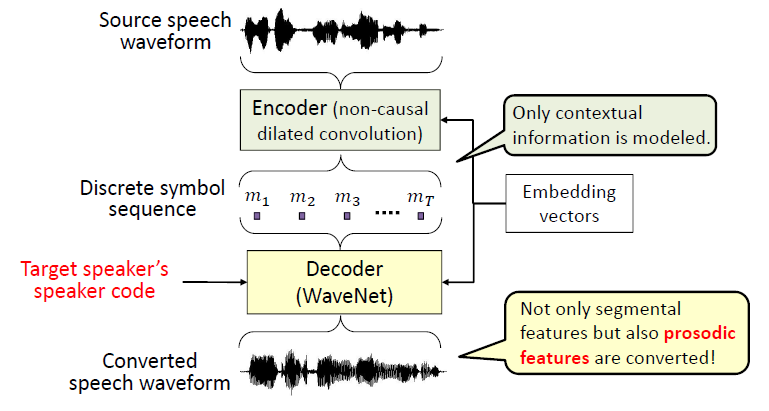 Source speech
waveform
Encoder (non-causal
dilated convolution)
Only contextual
information is modeled.
Discrete symbol
sequence
m₁ m₂ m₃ ···· m_T
Embedding
vectors
Target speaker's
speaker code
Decoder
(WaveNet)
Not only segmental
features but also prosodic
features are converted!
Converted
speech waveform